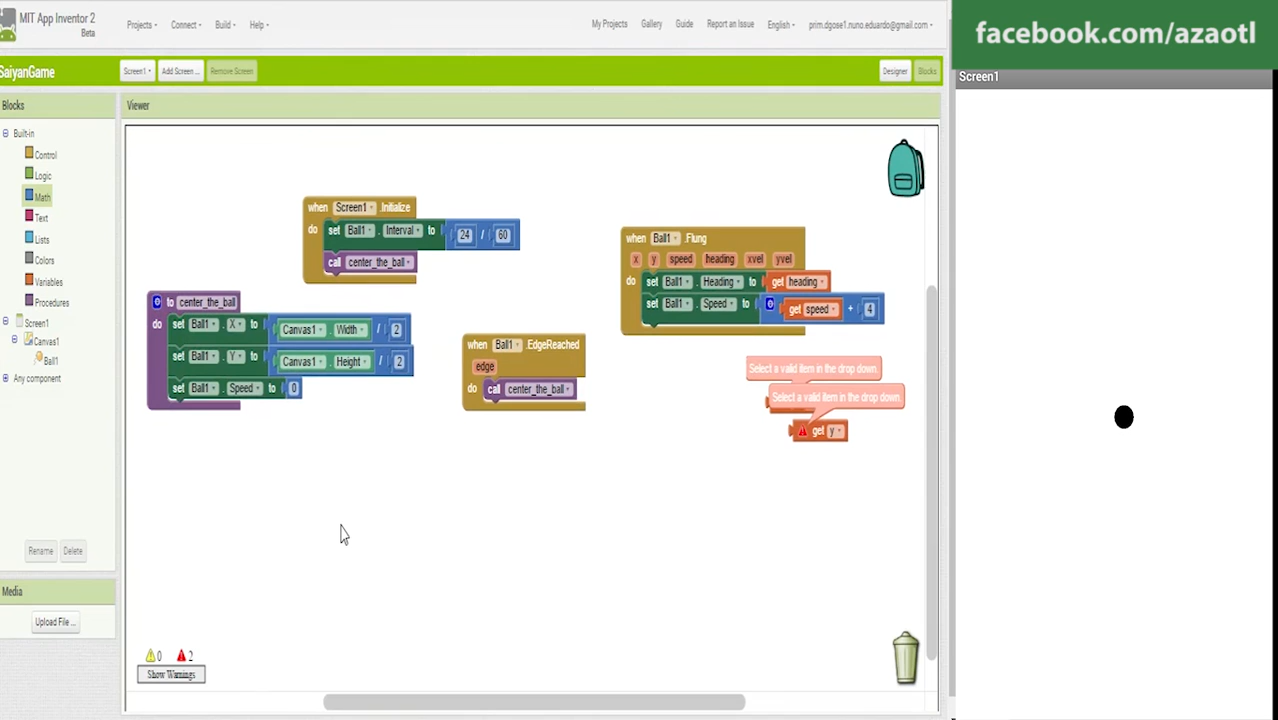 MIT App Inventor 2
Beta
Projects
Connect
Build
Help
My Projects
Gallery
Guide
Report an Issue
English
prim.dgose1.nuno.eduardo@gmail.com
facebook.com/azaotl
SaiyanGame
Screen1
Add Screen ...
Remove Screen
Designer
Blocks
Screen1
Blocks
Viewer
Built-in
Control
Logic
Math
Text
Lists
Colors
Variables
Procedures
Screen1
Canvas1
Ball1
Any component
Rename
Delete
Media
Upload File ...
when Screen1 .Initialize
do set Ball1 . Interval to 24 / 60
call center_the_ball
to center_the_ball
do set Ball1 . X to Canvas1 . Width / 2
set Ball1 . Y to Canvas1 . Height / 2
set Ball1 . Speed to 0
when Ball1 .EdgeReached
edge
do call center_the_ball
when Ball1 .Flung
x y speed heading xvel yvel
do set Ball1 . Heading to get heading
set Ball1 . Speed to get speed + 4
Select a valid item in the drop down.
Select a valid item in the drop down.
get y
0 2
Show Warnings